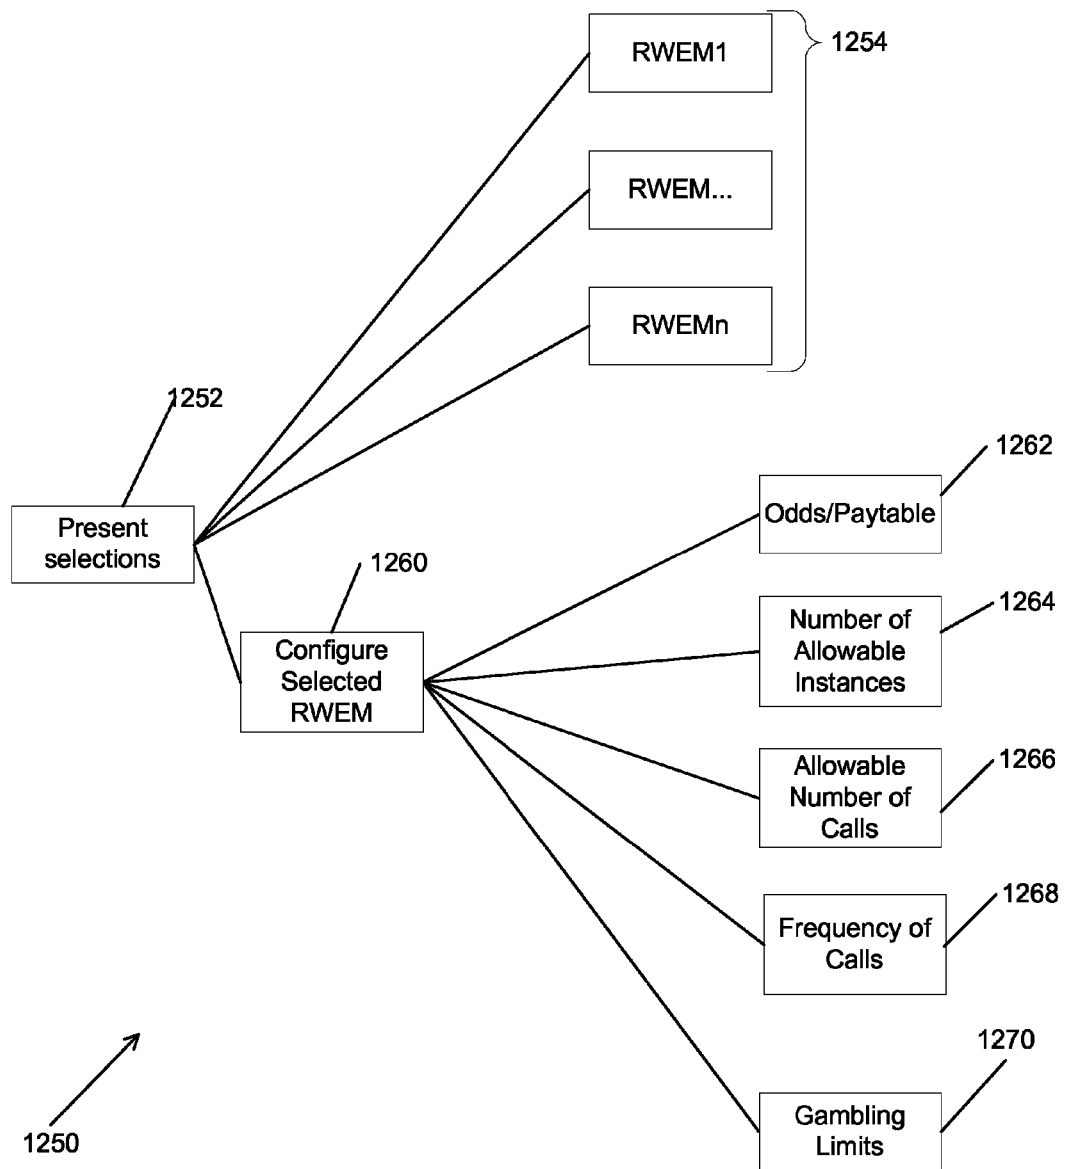 RWEM1
1254
RWEM...
RWEMn
1252
1262
Odds/Paytable
Present
selections
1260
1264
Number of
Allowable
Instances
Configure
Selected
RWEM
1266
Allowable
Number of
Calls
1268
Frequency of
Calls
1270
1250
Gambling
Limits